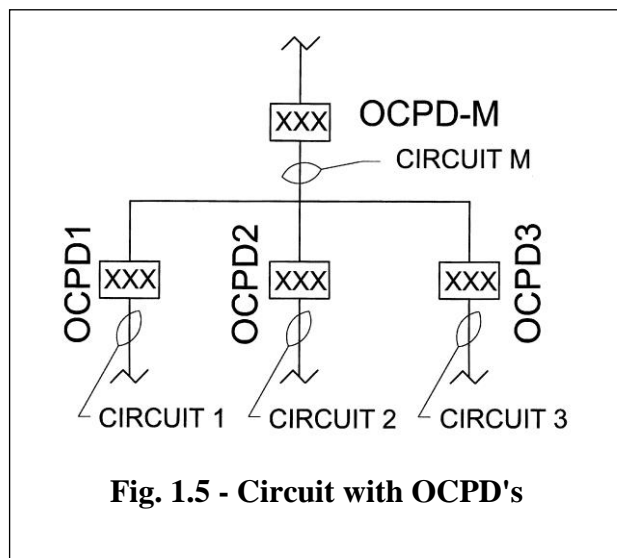 XXX OCPD-M
CIRCUIT M
OCPD1
XXX
OCPD2
XXX
XXX
OCPD3
CIRCUIT 1
CIRCUIT 2
CIRCUIT 3
Fig. 1.5 - Circuit with OCPD's